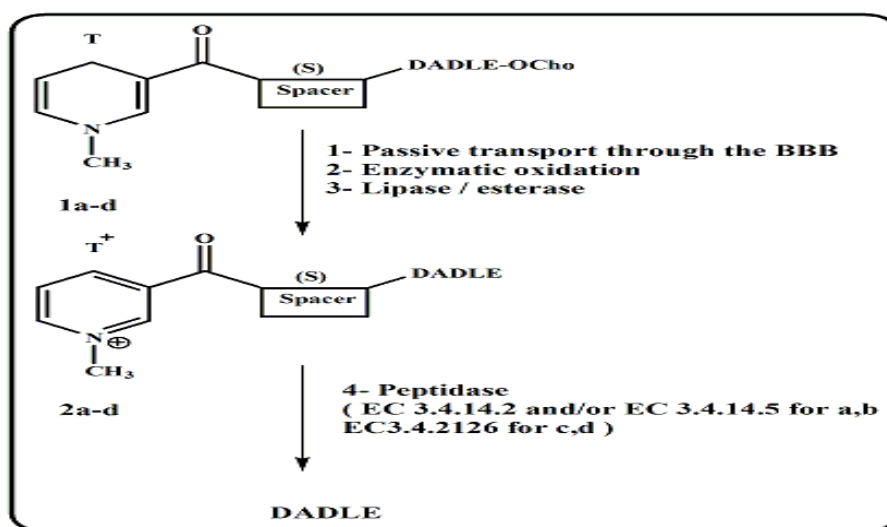 T
O
(S)
DADLE-OCho
Spacer
N
CH3
1- Passive transport through the BBB
2- Enzymatic oxidation
3- Lipase / esterase
1a-d
T+
O
(S)
DADLE
Spacer
N⊕
CH3
4- Peptidase
( EC 3.4.14.2 and/or EC 3.4.14.5 for a,b
EC3.4.2126 for c,d )
2a-d
DADLE